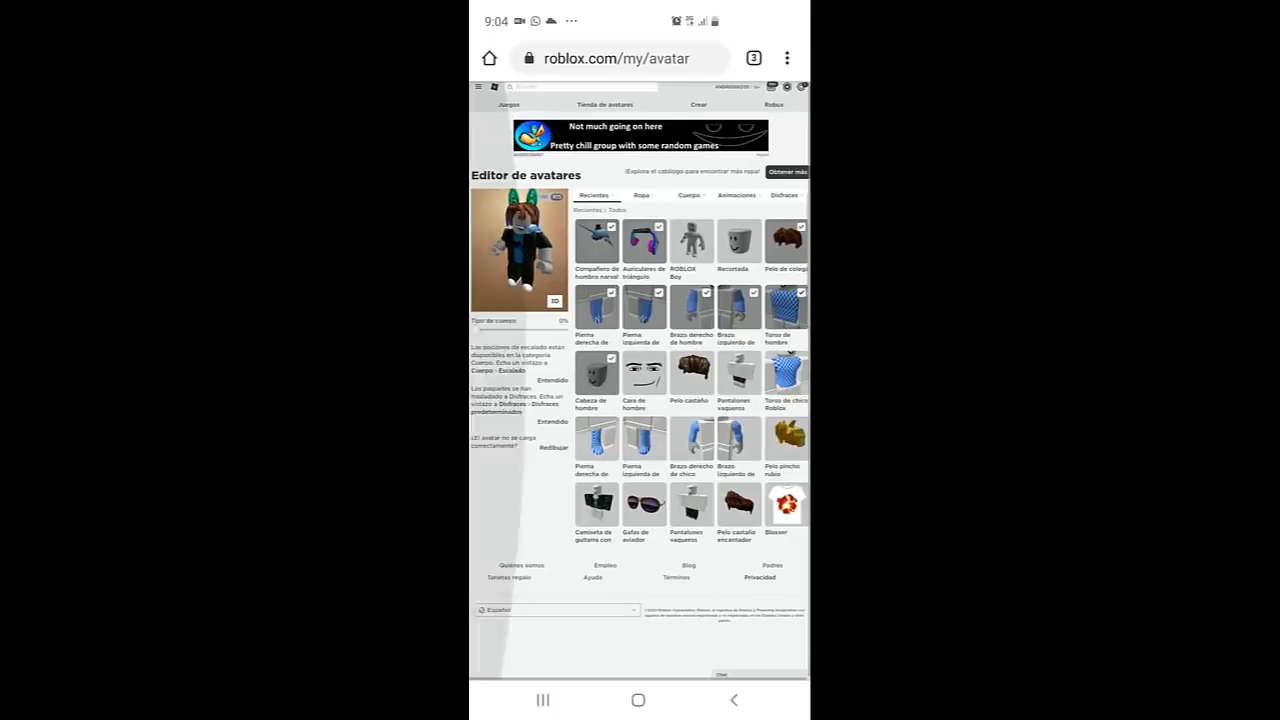 9:04
3
roblox.com/my/avatar
Juegos
Tienda de avatares
Crear
Robux
Not much going on here
Pretty chill group with some random games
Editor de avatares
¡Explora el catálogo para encontrar más ropa!
Obtener más
Recientes
Ropa
Cuerpo
Animaciones
Disfraces
Recientes
Todos
3D
Compañero de hombro narval
Auriculares de triángulo
ROBLOX Boy
Recortada
Pelo de coleg
Tipo de cuerpo
0%
Pierna derecha de
Pierna izquierda de
Brazo derecho de hombre
Brazo izquierdo de
Torso de hombre
Las opciones de escalado están
disponibles en la categoría
Cuerpo. Echa un vistazo a
Cuerpo - Escalado
Entendido
Los paquetes se han
trasladado a Disfraces. Echa un
vistazo a Disfraces - Disfraces
predeterminados
Entendido
¿El avatar no se carga
correctamente?
Redibujar
Cabeza de hombre
Cara de hombre
Pelo castaño
Pantalones vaqueros
Torso de chico Roblox
Pierna derecha de
Pierna izquierda de
Brazo derecho de chico
Brazo izquierdo de
Pelo pincho rubio
Camiseta de guitarra con
Gafas de aviador
Pantalones vaqueros
Pelo castaño encantador
Bloxxer
Quiénes somos
Empleo
Blog
Padres
Tarjetas regalo
Ayuda
Términos
Privacidad
Español
Chat